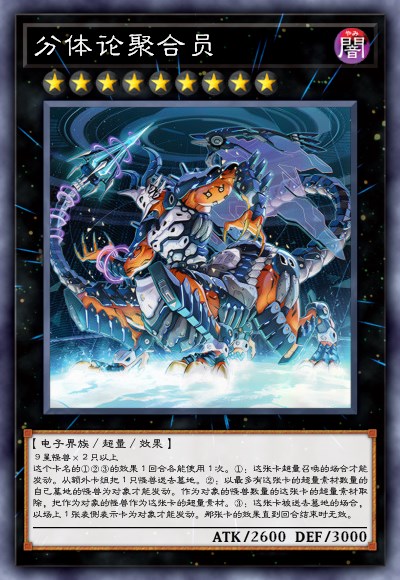 分体论聚合员
やみ
闇
【电子界族／超量／效果】
９星怪兽×２只以上
这个卡名的①②③的效果１回合各能使用１次。①：这张卡超量召唤的场合才能
发动。从额外卡组把１只怪兽送去墓地。②：以最多有这张卡的超量素材数量的
自己墓地的怪兽为对象才能发动。作为对象的怪兽数量的这张卡的超量素材取
除，把作为对象的怪兽作为这张卡的超量素材。③：这张卡被送去墓地的场合，
以场上１张表侧表示卡为对象才能发动。那张卡的效果直到回合结束时无效。
ATK/2600 DEF/3000